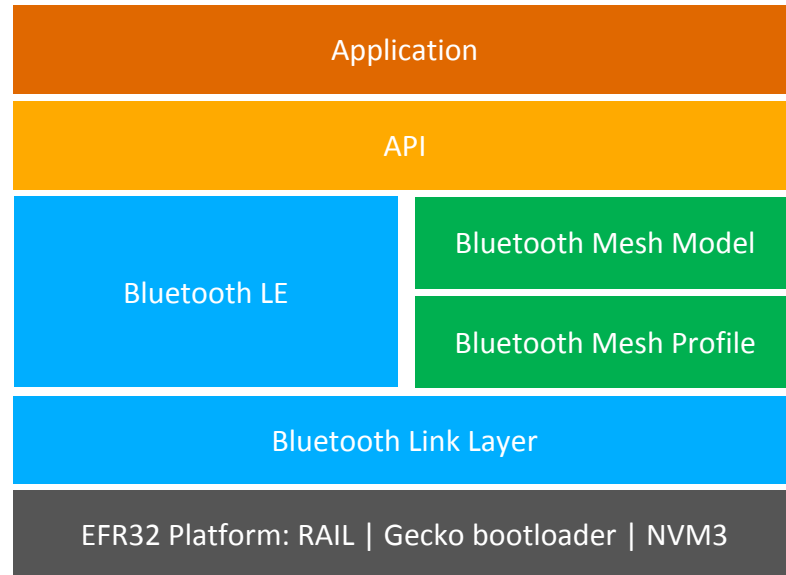 Application
API
Bluetooth LE
Bluetooth Mesh Model
Bluetooth Mesh Profile
Bluetooth Link Layer
EFR32 Platform: RAIL | Gecko bootloader | NVM3